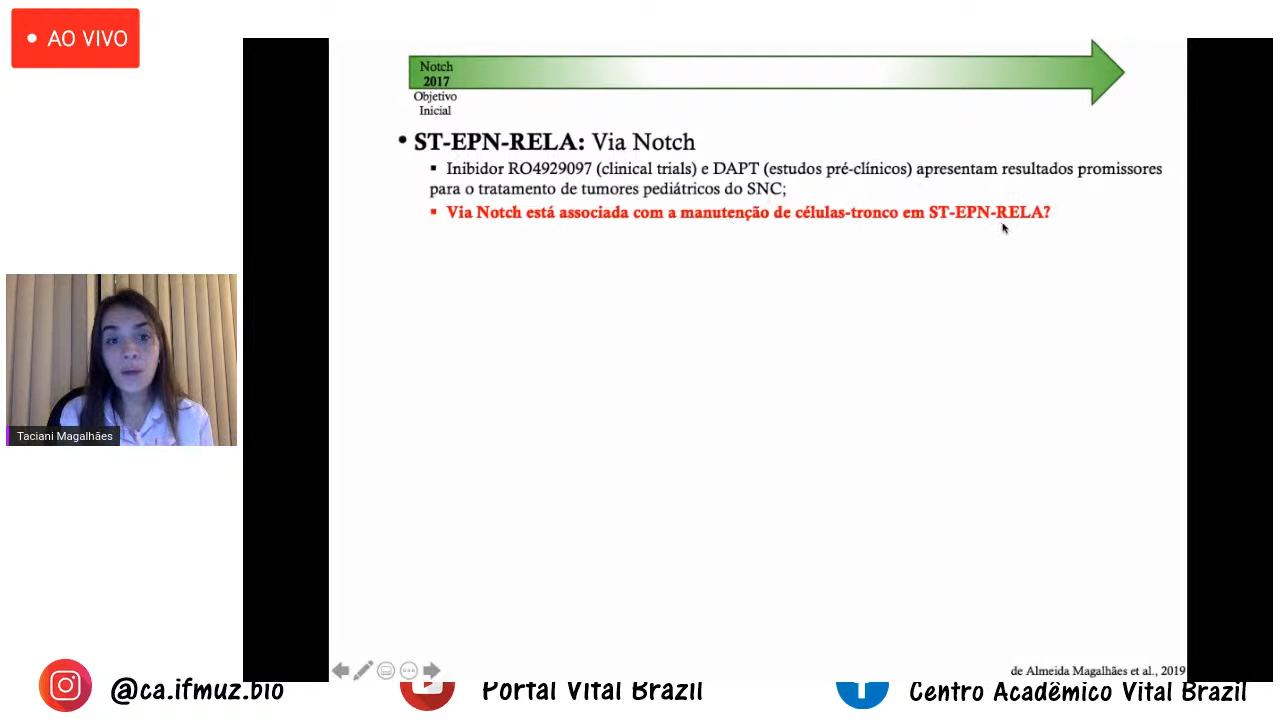 AO VIVO
Notch
2017
Objetivo
Inicial
• ST-EPN-RELA: Via Notch
▪ Inibidor RO4929097 (clinical trials) e DAPT (estudos pré-clínicos) apresentam resultados promissores
para o tratamento de tumores pediátricos do SNC;
▪ Via Notch está associada com a manutenção de células-tronco em ST-EPN-RELA?
Taciani Magalhães
de Almeida Magalhães et al., 2019
@ca.ifmuz.bio
Portal Vital Brazil
Centro Acadêmico Vital Brazil